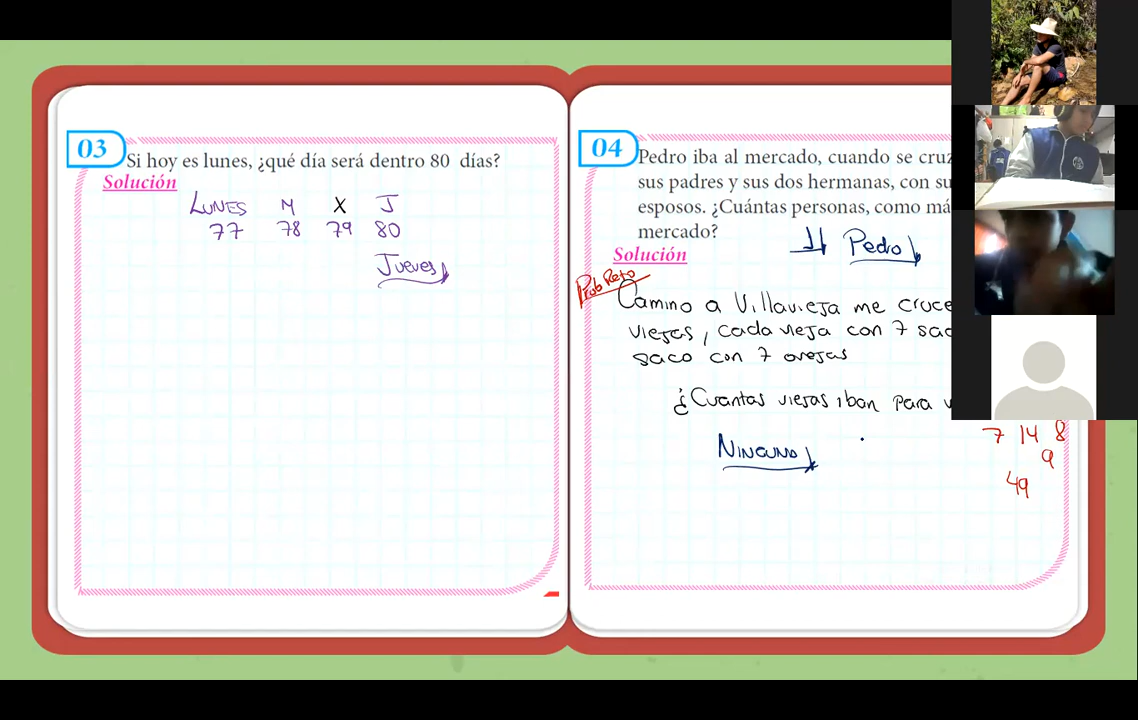 03
Si hoy es lunes, ¿qué día será dentro 80 días?
Solución
LUNES M X J
77 78 79 80
Jueves
04
Pedro iba al mercado, cuando se cru
sus padres y sus dos hermanas, con su
esposos. ¿Cuántas personas, como má
mercado?
Solución
Pedro
Prob Reto
Camino a Villavieja me cruce
viejas, cada vieja con 7 sac
saco con 7 ovejas
¿Cuantas viejas iban para v
Ninguna
7 14 8
9
49